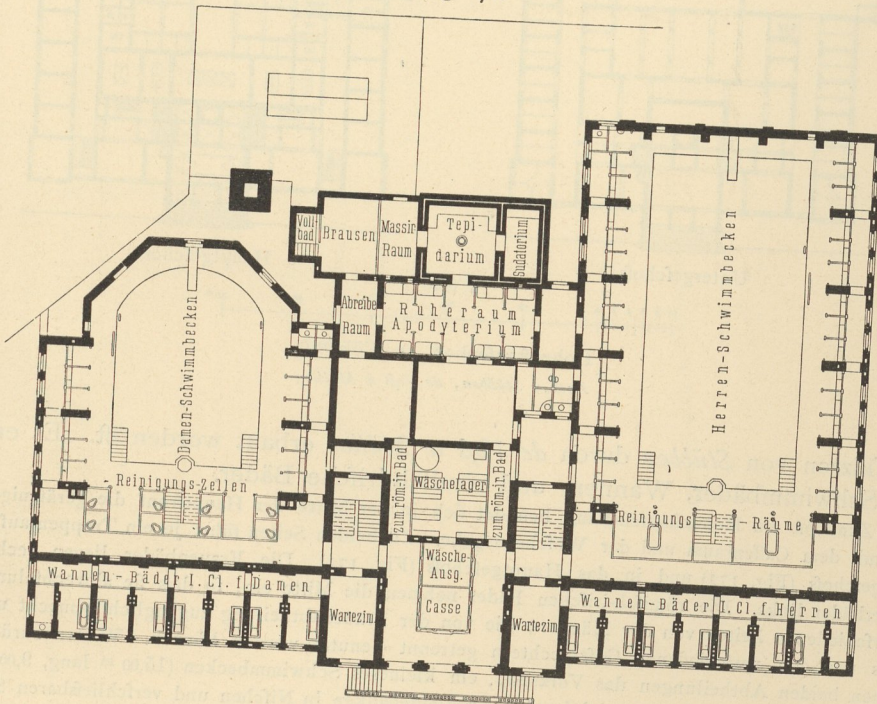 Voll-
bad
Brausen
Massir
Raum
Tepi-
darium
Sudatorium
Abreibe
Raum
Ruheraum
Apodyterium
Damen-Schwimmbecken
Herren-Schwimmbecken
Reinigungs-Zellen
zum röm-ir. Bad
Wäschelager
zum röm-ir. Bad
Reinigungs-Räume
Wäsche-
Ausg.
Casse
Wannen-Bäder I. Cl. f. Damen
Wannen-Bäder I. Cl. f. Herren
Wartezim.
Wartezim.